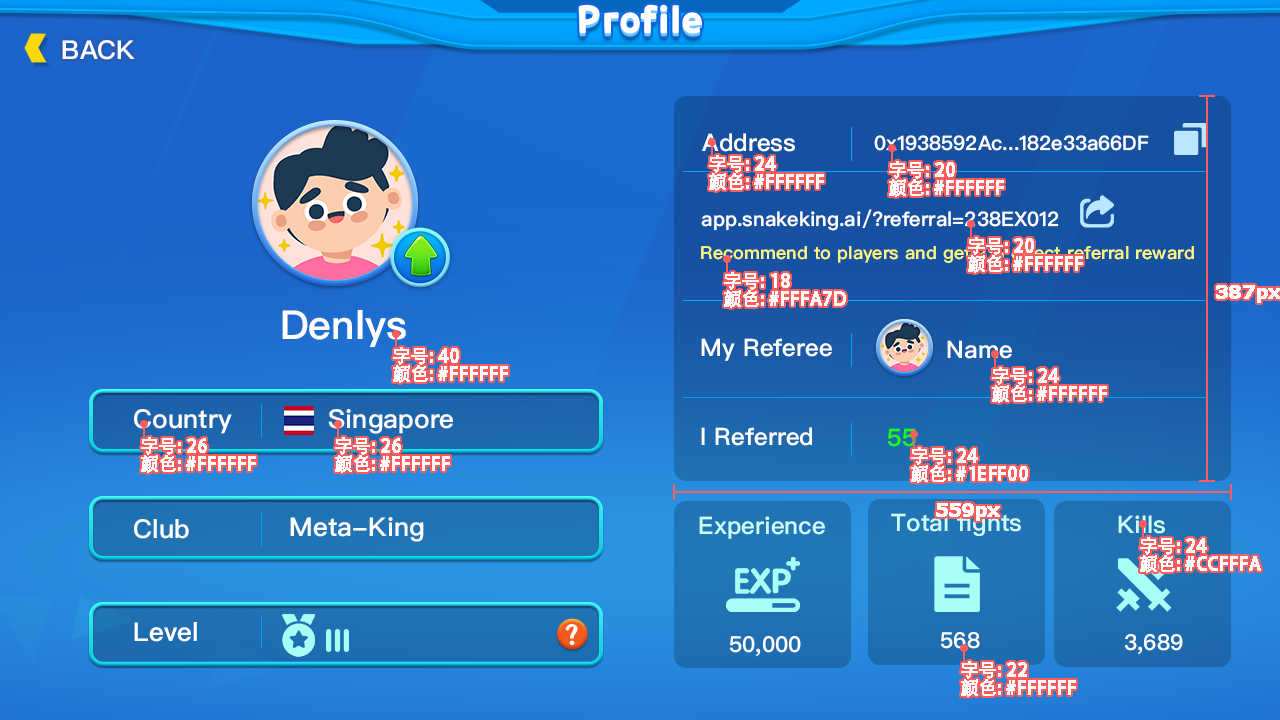 Profile
BACK
Denlys
字号: 40
颜色: #FFFFFF
Country
Singapore
字号: 26
颜色: #FFFFFF
字号: 26
颜色: #FFFFFF
Club
Meta-King
Level
III
?
Address
0x1938592Ac...182e33a66DF
字号: 24
颜色: #FFFFFF
字号: 20
颜色: #FFFFFF
app.snakeking.ai/?referral=238EX012
字号: 20
颜色: #FFFFFF
Recommend to players and get referral reward
字号: 18
颜色: #FFFA7D
387px
My Referee
Name
字号: 24
颜色: #FFFFFF
I Referred
55
字号: 24
颜色: #1EFF00
559px
Experience
Total fights
Kills
字号: 24
颜色: #CCFFFA
EXP+
50,000
568
3,689
字号: 22
颜色: #FFFFFF